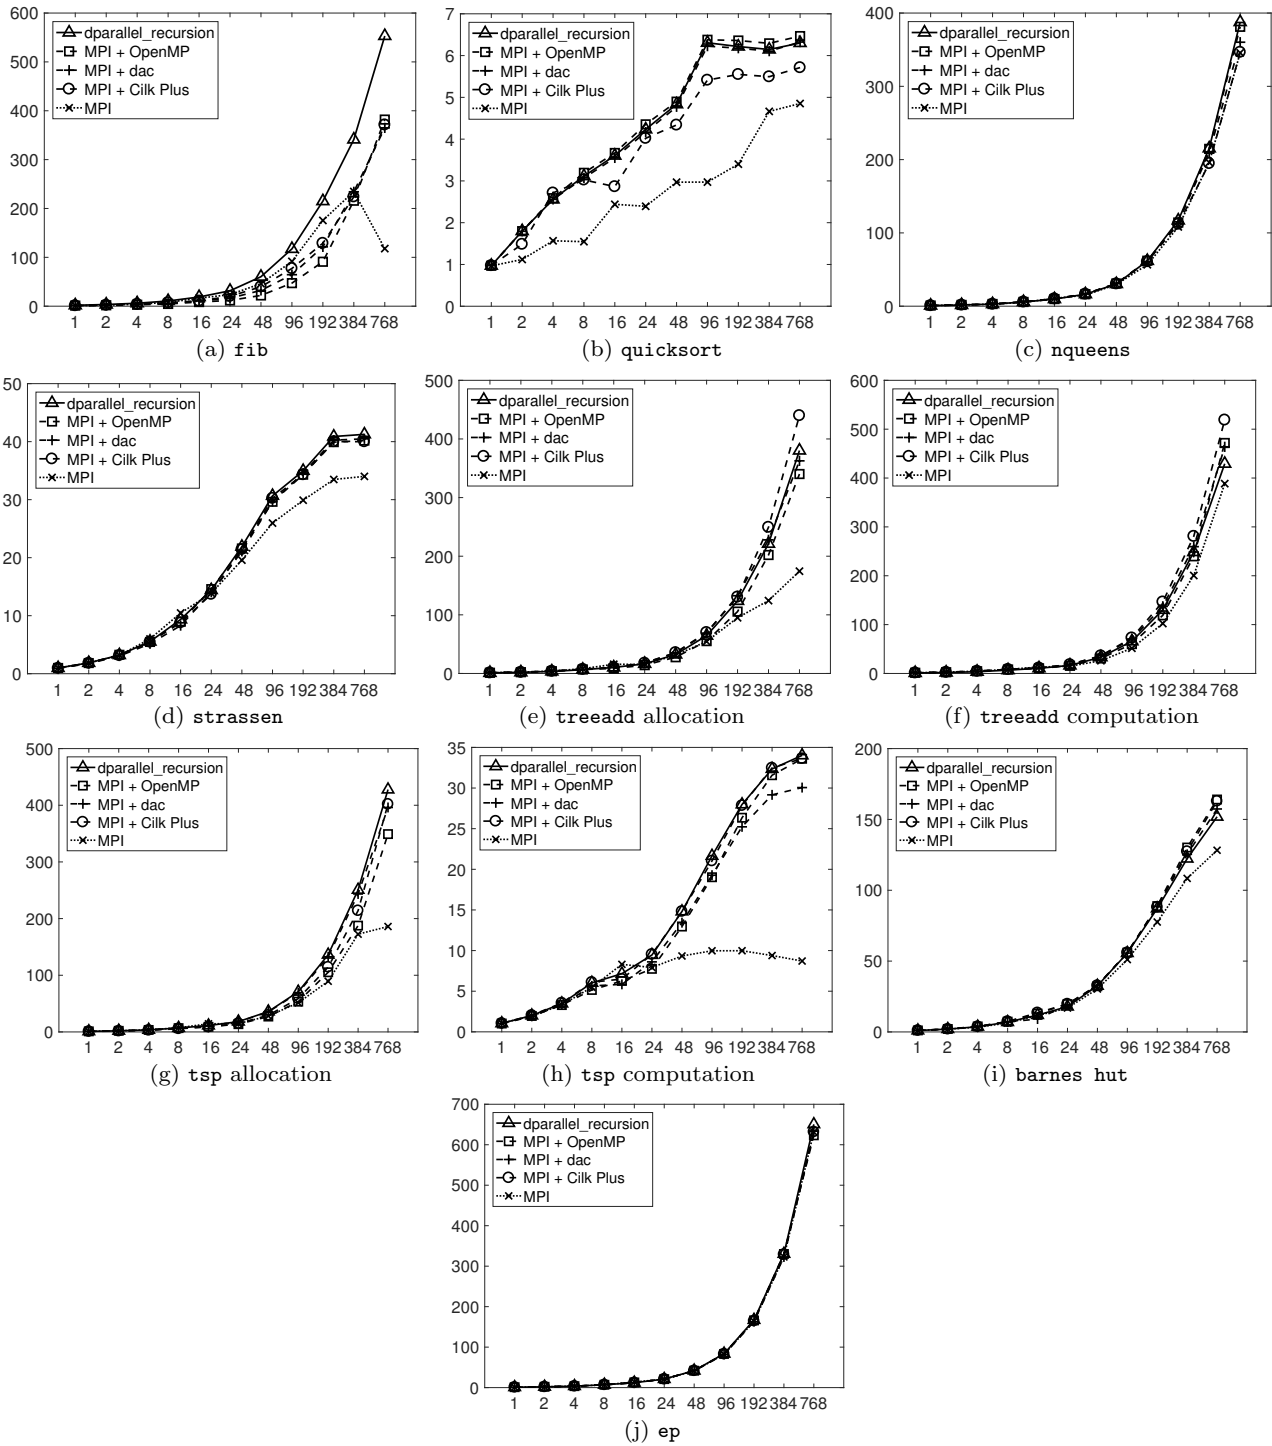 600
500
400
300
200
100
0
dparallel_recursion
MPI + OpenMP
MPI + dac
MPI + Cilk Plus
MPI
1 2 4 8 16 24 48 96 192 384 768
(a) fib
7
6
5
4
3
2
1
0
dparallel_recursion
MPI + OpenMP
MPI + dac
MPI + Cilk Plus
MPI
1 2 4 8 16 24 48 96 192 384 768
(b) quicksort
400
300
200
100
0
dparallel_recursion
MPI + OpenMP
MPI + dac
MPI + Cilk Plus
MPI
1 2 4 8 16 24 48 96 192 384 768
(c) nqueens
50
40
30
20
10
0
dparallel_recursion
MPI + OpenMP
MPI + dac
MPI + Cilk Plus
MPI
1 2 4 8 16 24 48 96 192 384 768
(d) strassen
500
400
300
200
100
0
dparallel_recursion
MPI + OpenMP
MPI + dac
MPI + Cilk Plus
MPI
1 2 4 8 16 24 48 96 192 384 768
(e) treeadd allocation
600
500
400
300
200
100
0
dparallel_recursion
MPI + OpenMP
MPI + dac
MPI + Cilk Plus
MPI
1 2 4 8 16 24 48 96 192 384 768
(f) treeadd computation
500
400
300
200
100
0
dparallel_recursion
MPI + OpenMP
MPI + dac
MPI + Cilk Plus
MPI
1 2 4 8 16 24 48 96 192 384 768
(g) tsp allocation
35
30
25
20
15
10
5
0
dparallel_recursion
MPI + OpenMP
MPI + dac
MPI + Cilk Plus
MPI
1 2 4 8 16 24 48 96 192 384 768
(h) tsp computation
200
150
100
50
0
dparallel_recursion
MPI + OpenMP
MPI + dac
MPI + Cilk Plus
MPI
1 2 4 8 16 24 48 96 192 384 768
(i) barnes hut
700
600
500
400
300
200
100
0
dparallel_recursion
MPI + OpenMP
MPI + dac
MPI + Cilk Plus
MPI
1 2 4 8 16 24 48 96 192 384 768
(j) ep